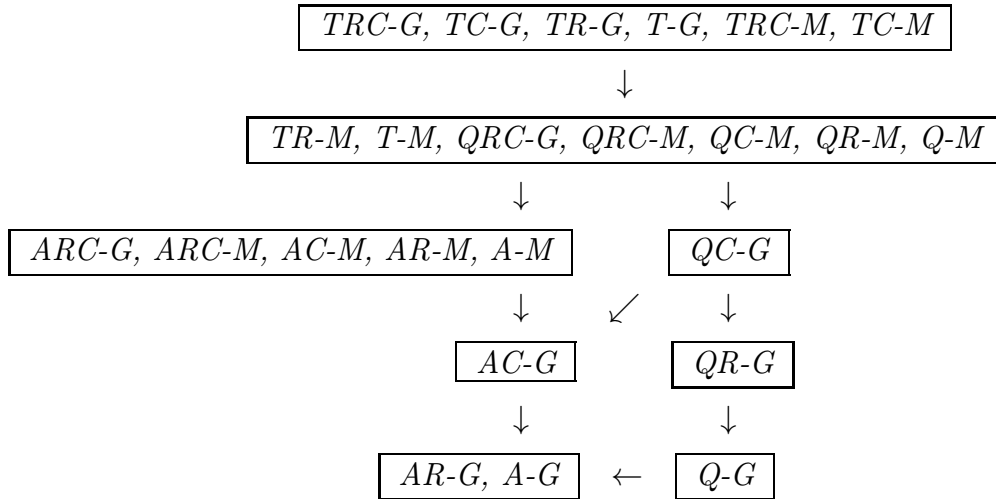 TRC-G, TC-G, TR-G, T-G, TRC-M, TC-M
↓
TR-M, T-M, QRC-G, QRC-M, QC-M, QR-M, Q-M
↓ ↓
ARC-G, ARC-M, AC-M, AR-M, A-M QC-G
↓ ↙ ↓
AC-G QR-G
↓ ↓
AR-G, A-G ← Q-G